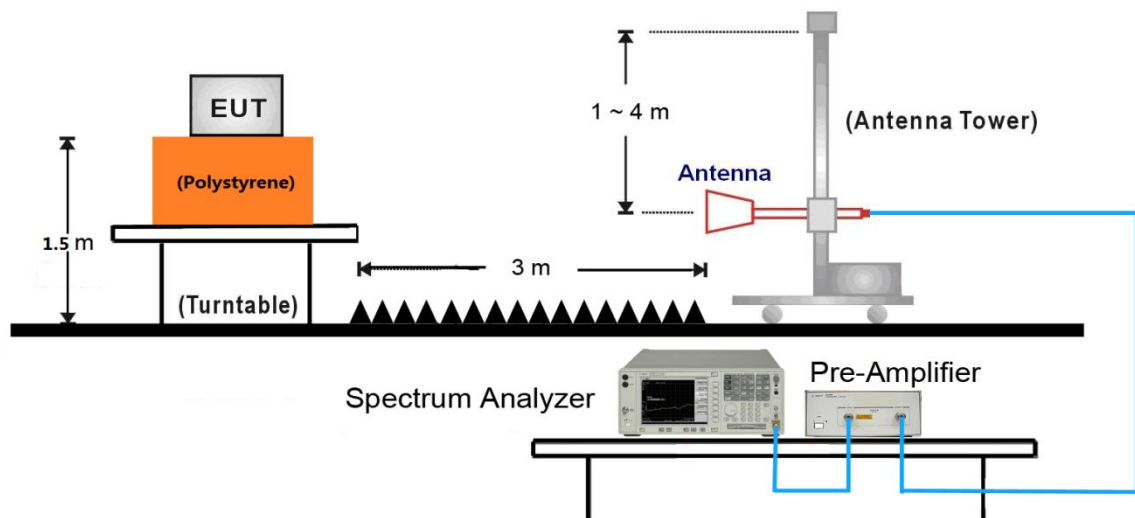 EUT
(Polystyrene)
1.5 m
(Turntable)
3 m
1 ~ 4 m
(Antenna Tower)
Antenna
Spectrum Analyzer
Pre-Amplifier